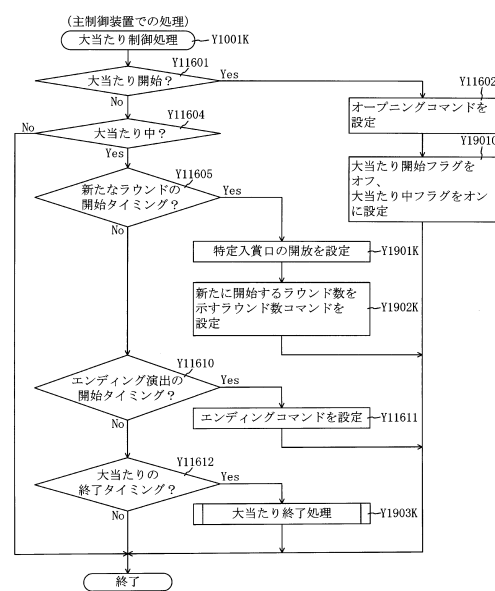 (主制御装置での処理)
大当たり制御処理
Y1001K
Y11601
大当たり開始?
Yes
No
Y11602
オープニングコマンドを
設定
Y19010
大当たり開始フラグを
オフ、
大当たり中フラグをオン
に設定
Y11604
No
大当たり中?
Yes
Y11605
新たなラウンドの
開始タイミング?
Yes
No
特定入賞口の開放を設定
Y1901K
新たに開始するラウンド数を
示すラウンド数コマンドを
設定
Y1902K
Y11610
エンディング演出の
開始タイミング?
Yes
No
エンディングコマンドを設定
Y11611
Y11612
大当たりの
終了タイミング?
Yes
No
大当たり終了処理
Y1903K
終了